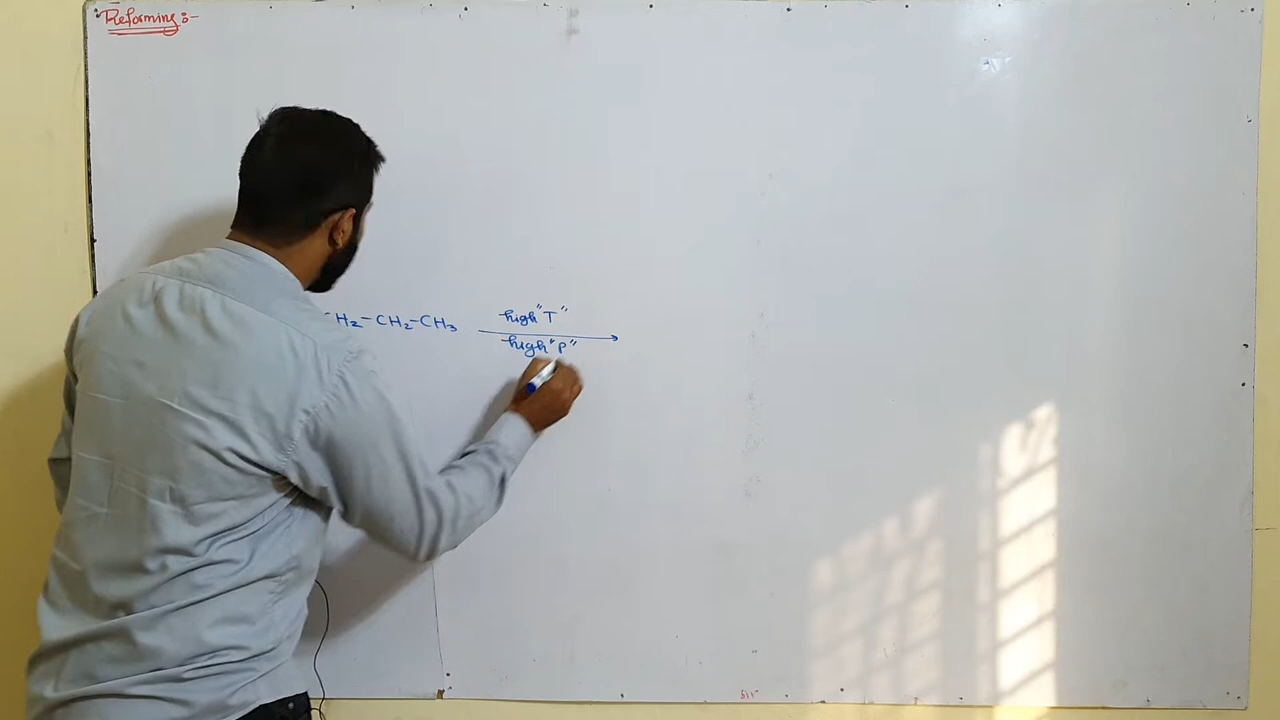 Reforming :-
CH₂-CH₂-CH₃ high "T"
high "P"